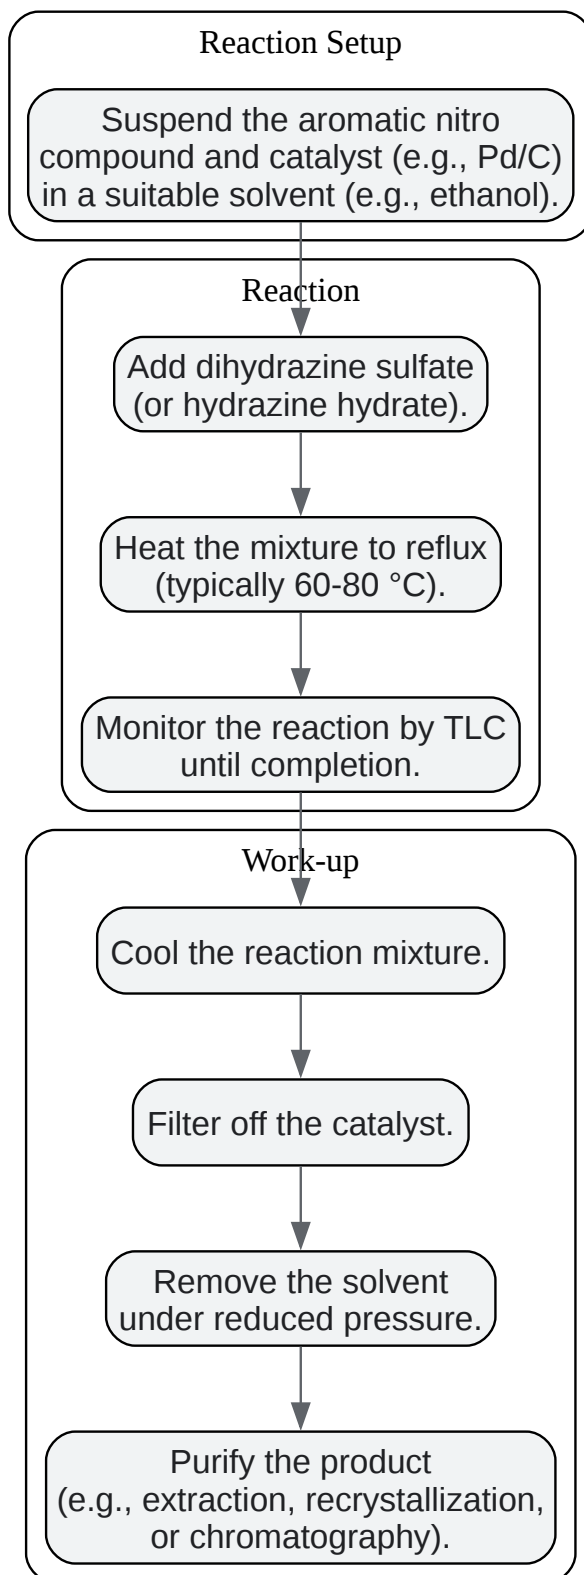 Reaction Setup
Suspend the aromatic nitro
compound and catalyst (e.g., Pd/C)
in a suitable solvent (e.g., ethanol).
Reaction
Add dihydrazine sulfate
(or hydrazine hydrate).
Heat the mixture to reflux
(typically 60-80 °C).
Monitor the reaction by TLC
until completion.
Work-up
Cool the reaction mixture.
Filter off the catalyst.
Remove the solvent
under reduced pressure.
Purify the product
(e.g., extraction, recrystallization,
or chromatography).